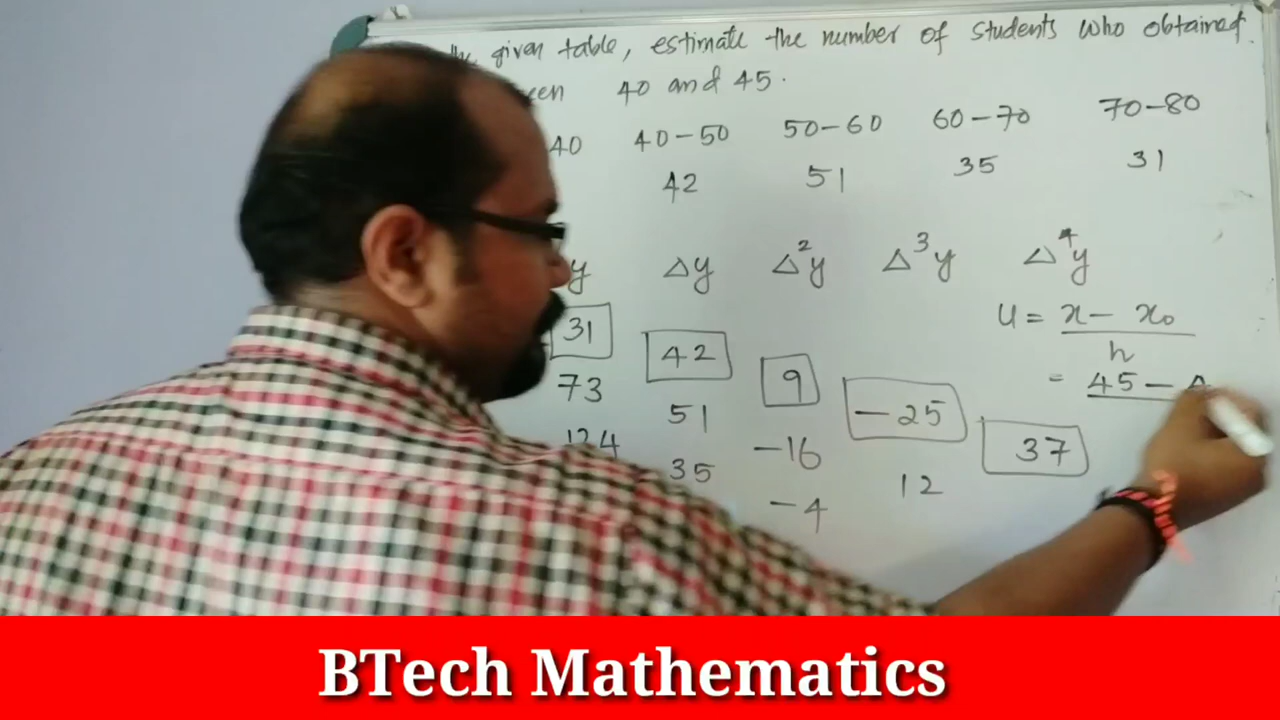 given table, estimate the number of students who obtained
40 and 45.
40 40-50 50-60 60-70 70-80
42 51 35 31
y Δy Δ²y Δ³y Δ⁴y
u = x - x₀
h
31 42
73 9 = 45 -
51 -25
124 -16 37
35 12
-4
BTech Mathematics